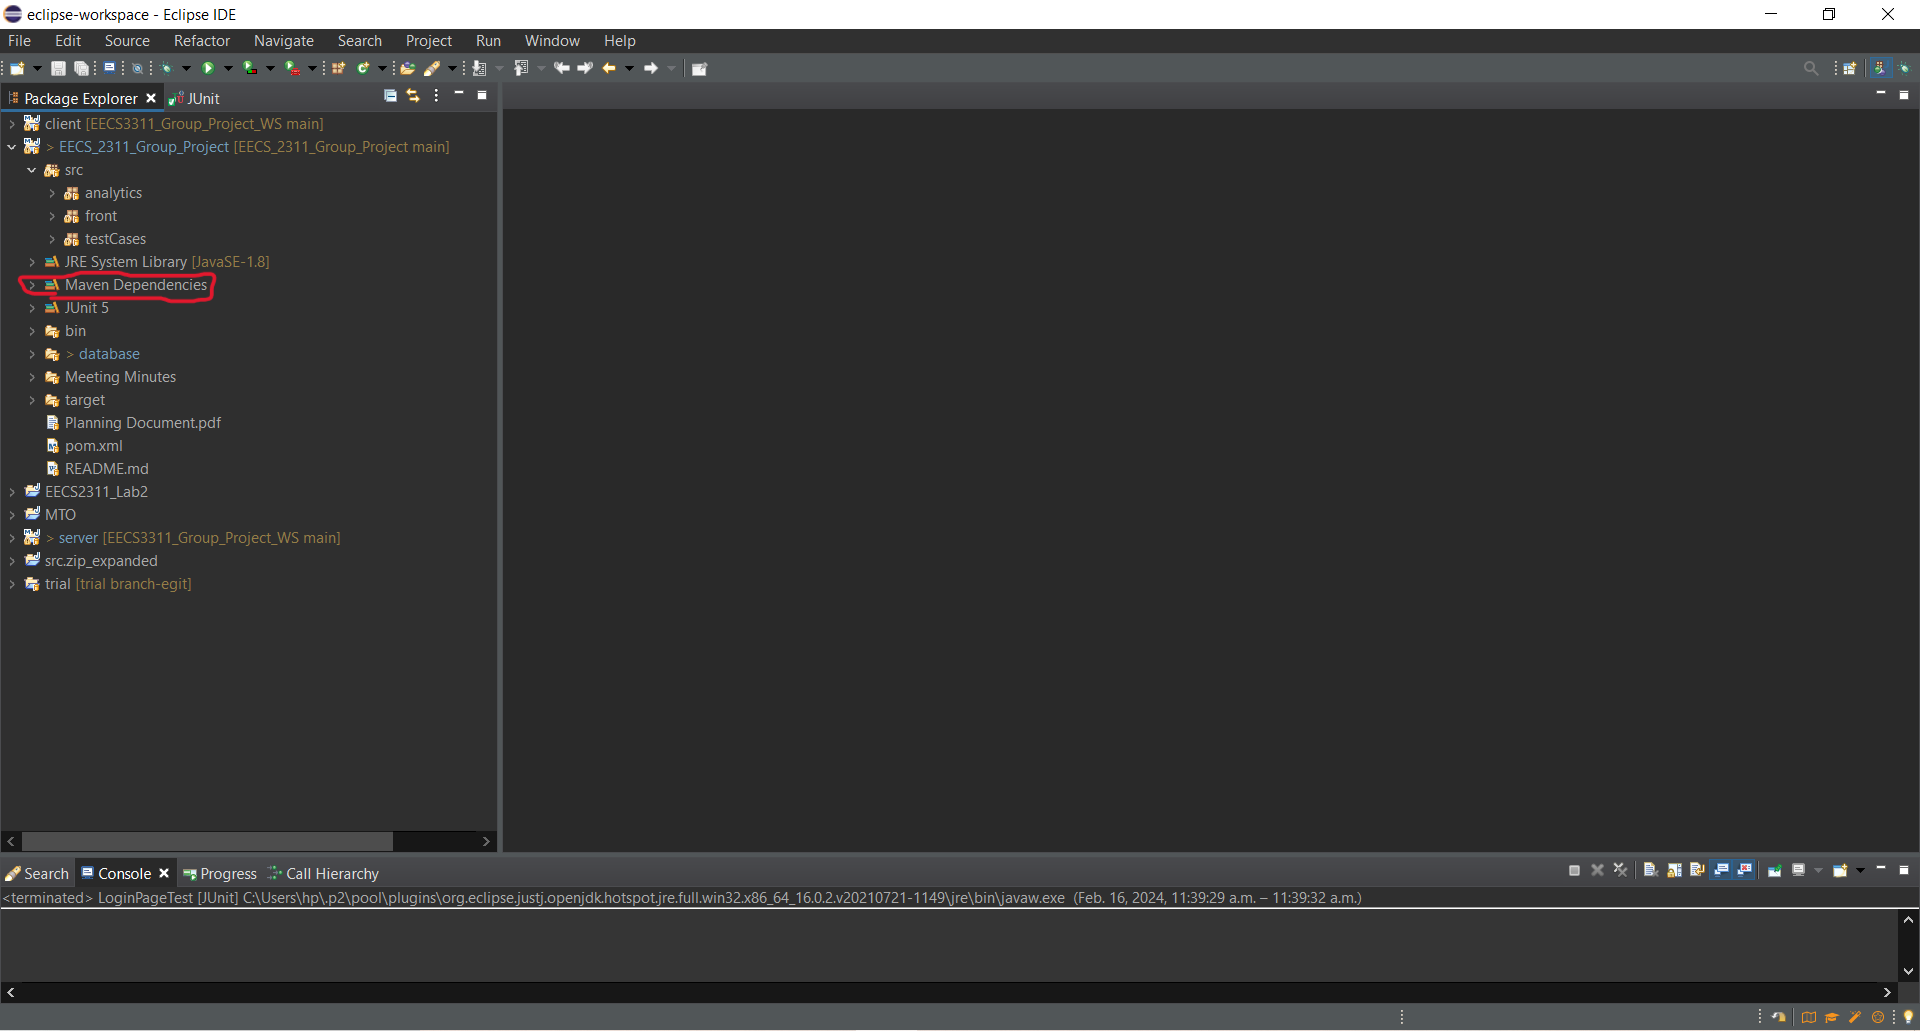 eclipse-workspace - Eclipse IDE
File Edit Source Refactor Navigate Search Project Run Window Help
Package Explorer JUnit
client [EECS3311_Group_Project_WS main]
> EECS_2311_Group_Project [EECS_2311_Group_Project main]
src
analytics
front
testCases
JRE System Library [JavaSE-1.8]
Maven Dependencies
JUnit 5
bin
> database
Meeting Minutes
target
Planning Document.pdf
pom.xml
README.md
EECS2311_Lab2
MTO
> server [EECS3311_Group_Project_WS main]
src.zip_expanded
trial [trial branch-egit]
Search Console Progress Call Hierarchy
<terminated> LoginPageTest [JUnit] C:\Users\hp\.p2\pool\plugins\org.eclipse.justj.openjdk.hotspot.jre.full.win32.x86_64_16.0.2.v20210721-1149\jre\bin\javaw.exe (Feb. 16, 2024, 11:39:29 a.m. – 11:39:32 a.m.)